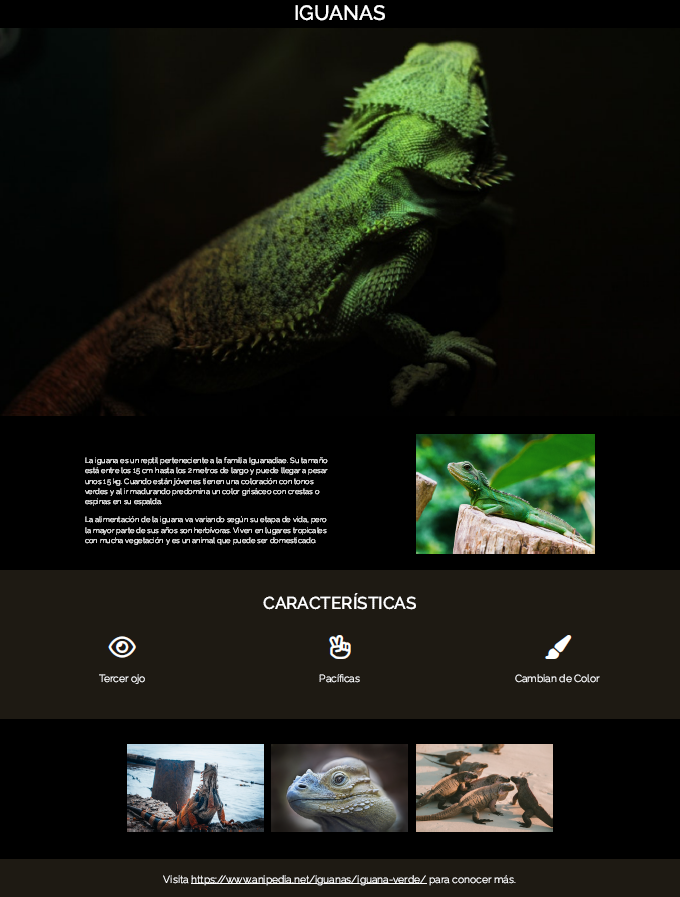 IGUANAS
La iguana es un reptil perteneciente a la familia Iguanadiae. Su tamaño
está entre los 15 cm hasta los 2 metros de largo y puede llegar a pesar
unos 15 kg. Cuando están jóvenes tienen una coloración con tonos
verdes y al ir madurando predomina un color grisáceo con crestas o
espinas en su espalda.
La alimentación de la iguana va variando según su etapa de vida, pero
la mayor parte de sus años son herbívoras. Viven en lugares tropicales
con mucha vegetación y es un animal que puede ser domesticado.
CARACTERÍSTICAS
Tercer ojo
Pacíficas
Cambian de Color
Visita https://www.anipedia.net/iguanas/iguana-verde/ para conocer más.